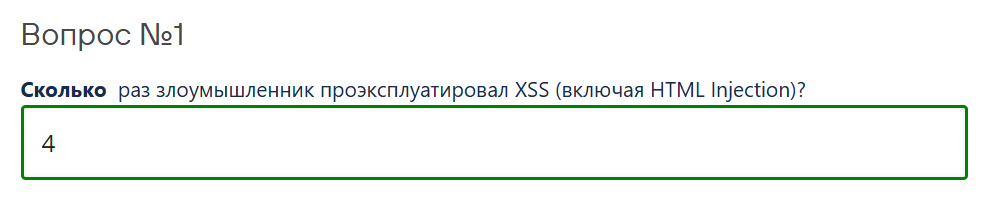 Вопрос №1
Сколько раз злоумышленник проэксплуатировал XSS (включая HTML Injection)?
4